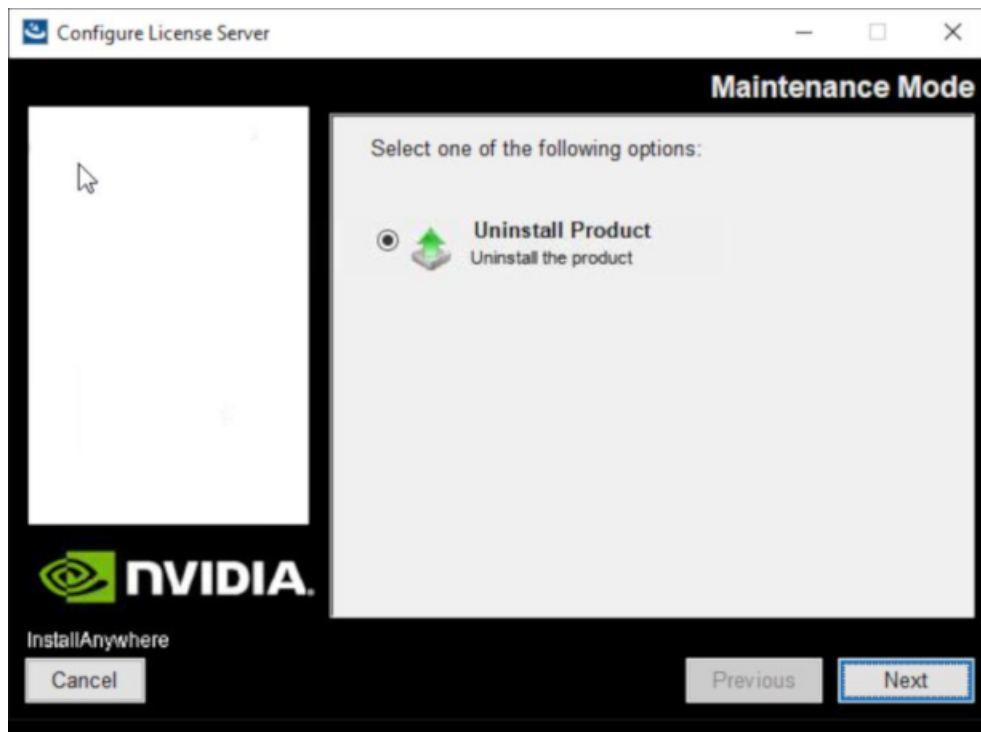 Configure License Server
Maintenance Mode
Select one of the following options:
Uninstall Product
Uninstall the product
NVIDIA.
InstallAnywhere
Cancel
Previous
Next